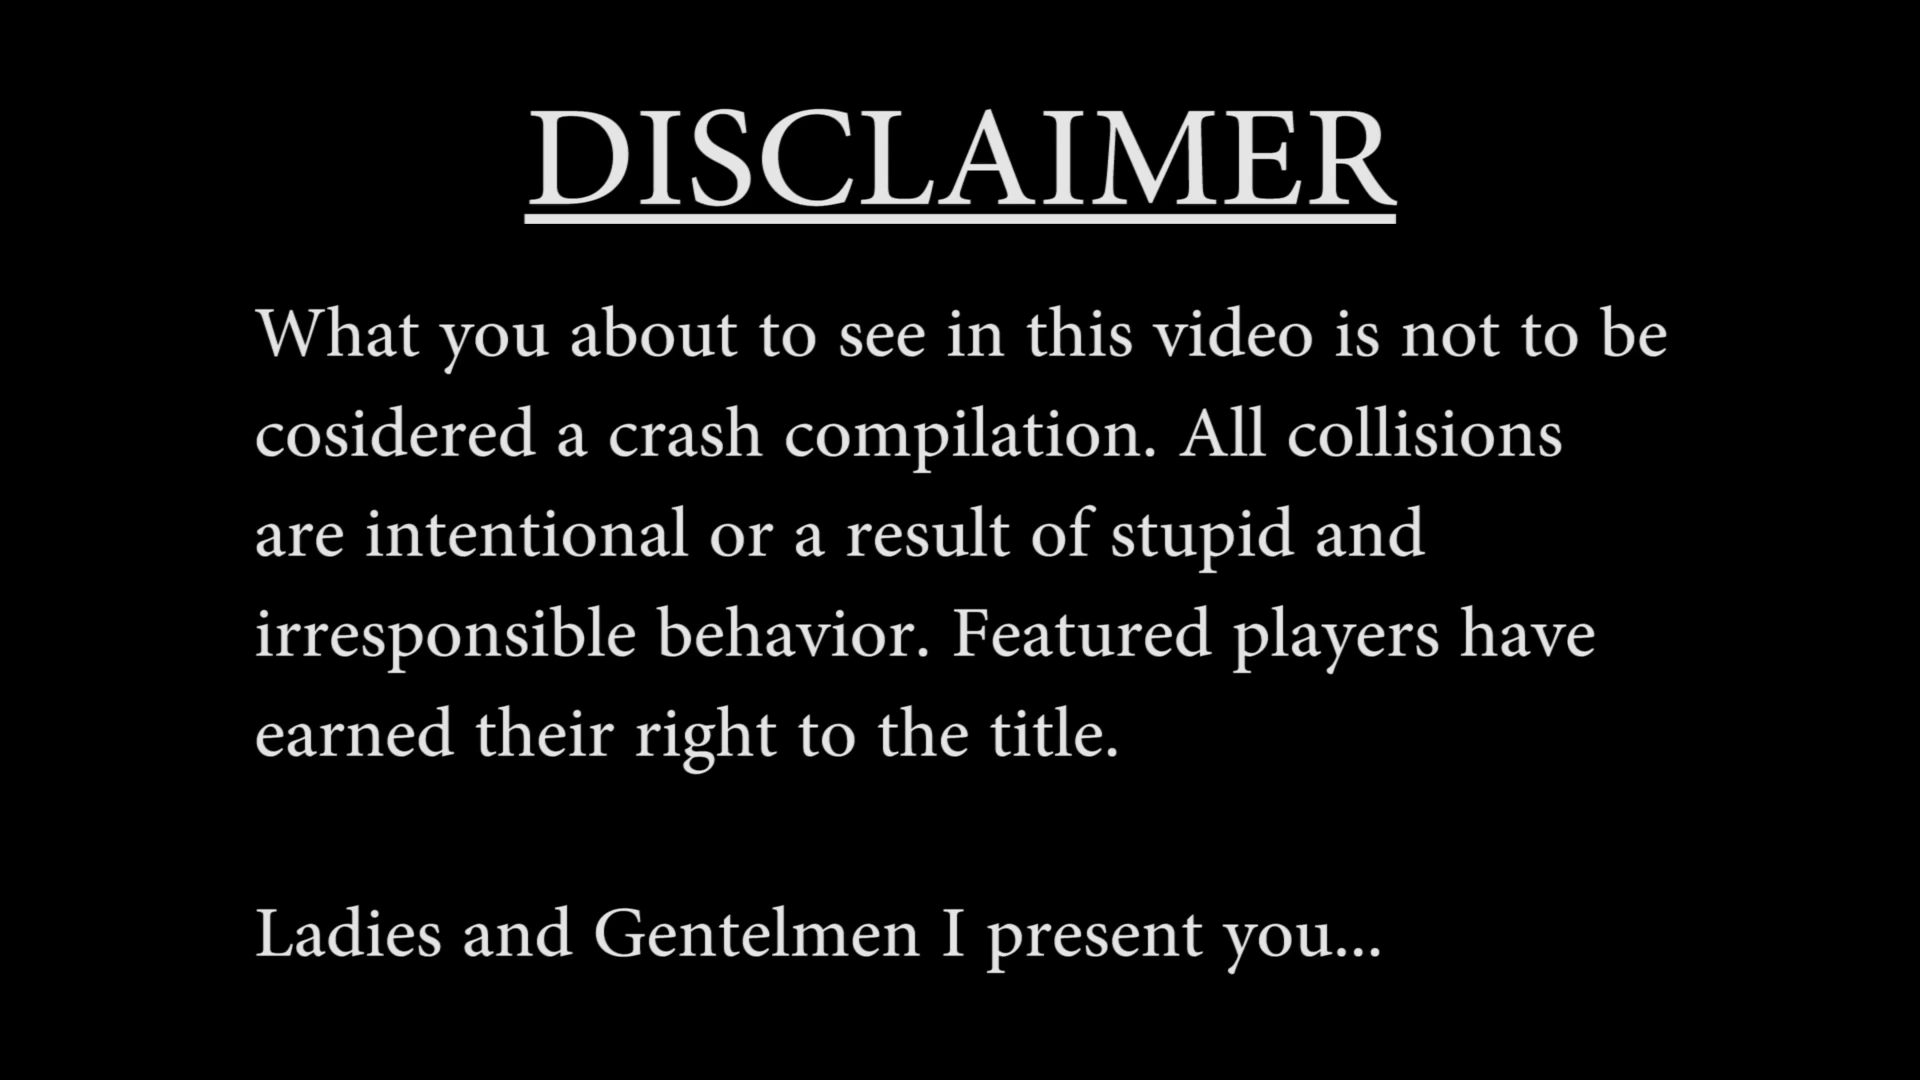 DISCLAIMER
What you about to see in this video is not to be
cosidered a crash compilation. All collisions
are intentional or a result of stupid and
irresponsible behavior. Featured players have
earned their right to the title.
Ladies and Gentelmen I present you...